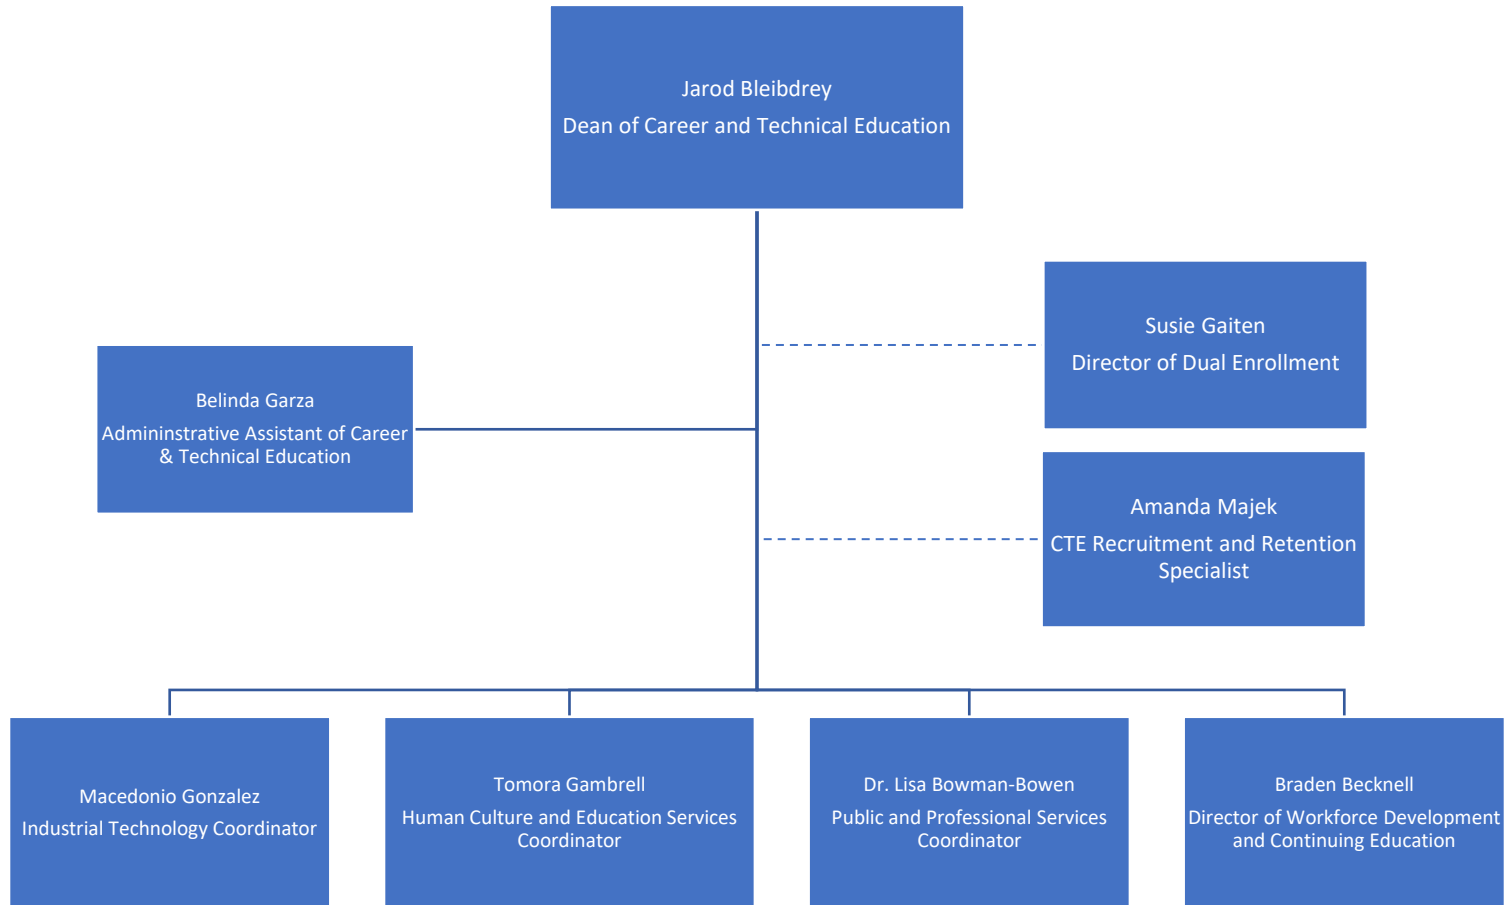 Jarod Bleibdrey
Dean of Career and Technical Education
Susie Gaiten
Director of Dual Enrollment
Belinda Garza
Admininstrative Assistant of Career
& Technical Education
Amanda Majek
CTE Recruitment and Retention
Specialist
Macedonio Gonzalez
Industrial Technology Coordinator
Tomora Gambrell
Human Culture and Education Services
Coordinator
Dr. Lisa Bowman-Bowen
Public and Professional Services
Coordinator
Braden Becknell
Director of Workforce Development
and Continuing Education